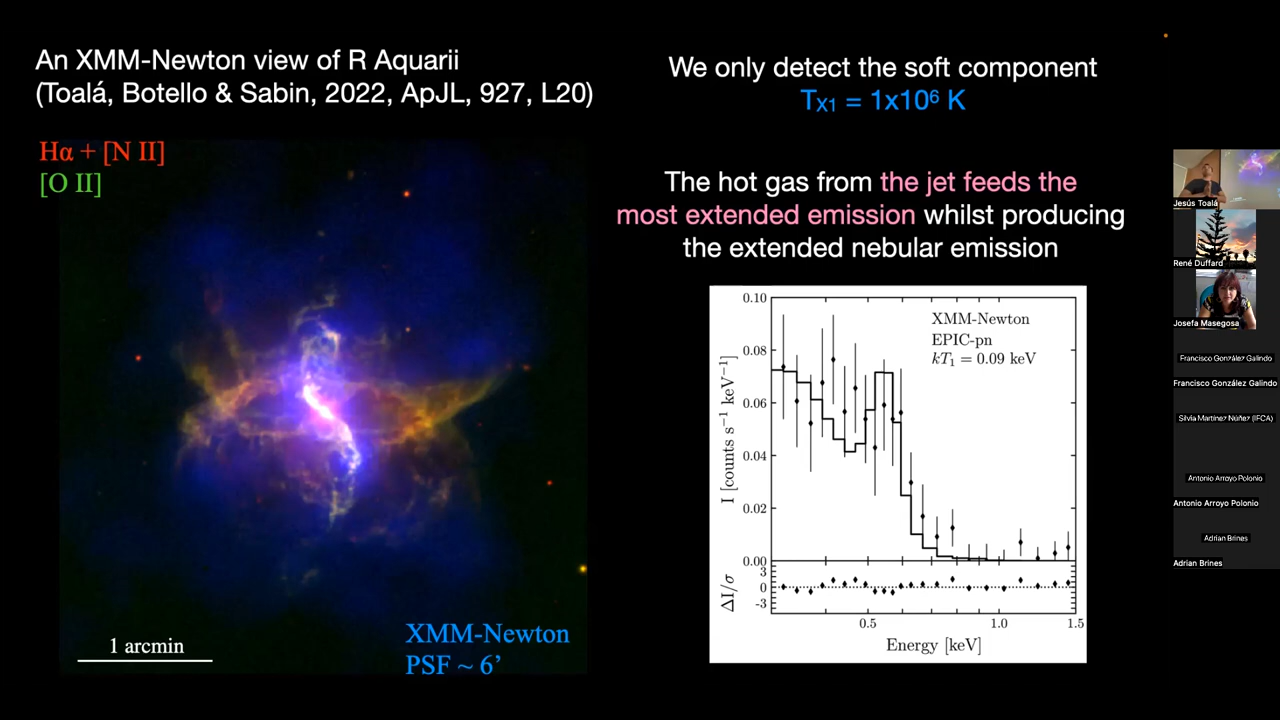 An XMM-Newton view of R Aquarii
(Toalá, Botello & Sabin, 2022, ApJL, 927, L20)
Hα + [N II]
[O II]
1 arcmin
XMM-Newton
PSF ~ 6’
We only detect the soft component
Tx1 = 1x10⁶ K
The hot gas from the jet feeds the
most extended emission whilst producing
the extended nebular emission
XMM-Newton
EPIC-pn
kT₁ = 0.09 keV
I [counts s⁻¹ keV⁻¹]
0.10
0.08
0.06
0.04
0.02
0.00
ΔI/σ
3
0
-3
0.5
1.0
1.5
Energy [keV]
Jesús Toalá
René Duffard
Josefa Masegosa
Francisco González Galindo
Francisco González Galindo
Silvia Martínez Núñez (IFCA)
Antonio Arroyo Polonio
Antonio Arroyo Polonio
Adrian Brines
Adrian Brines